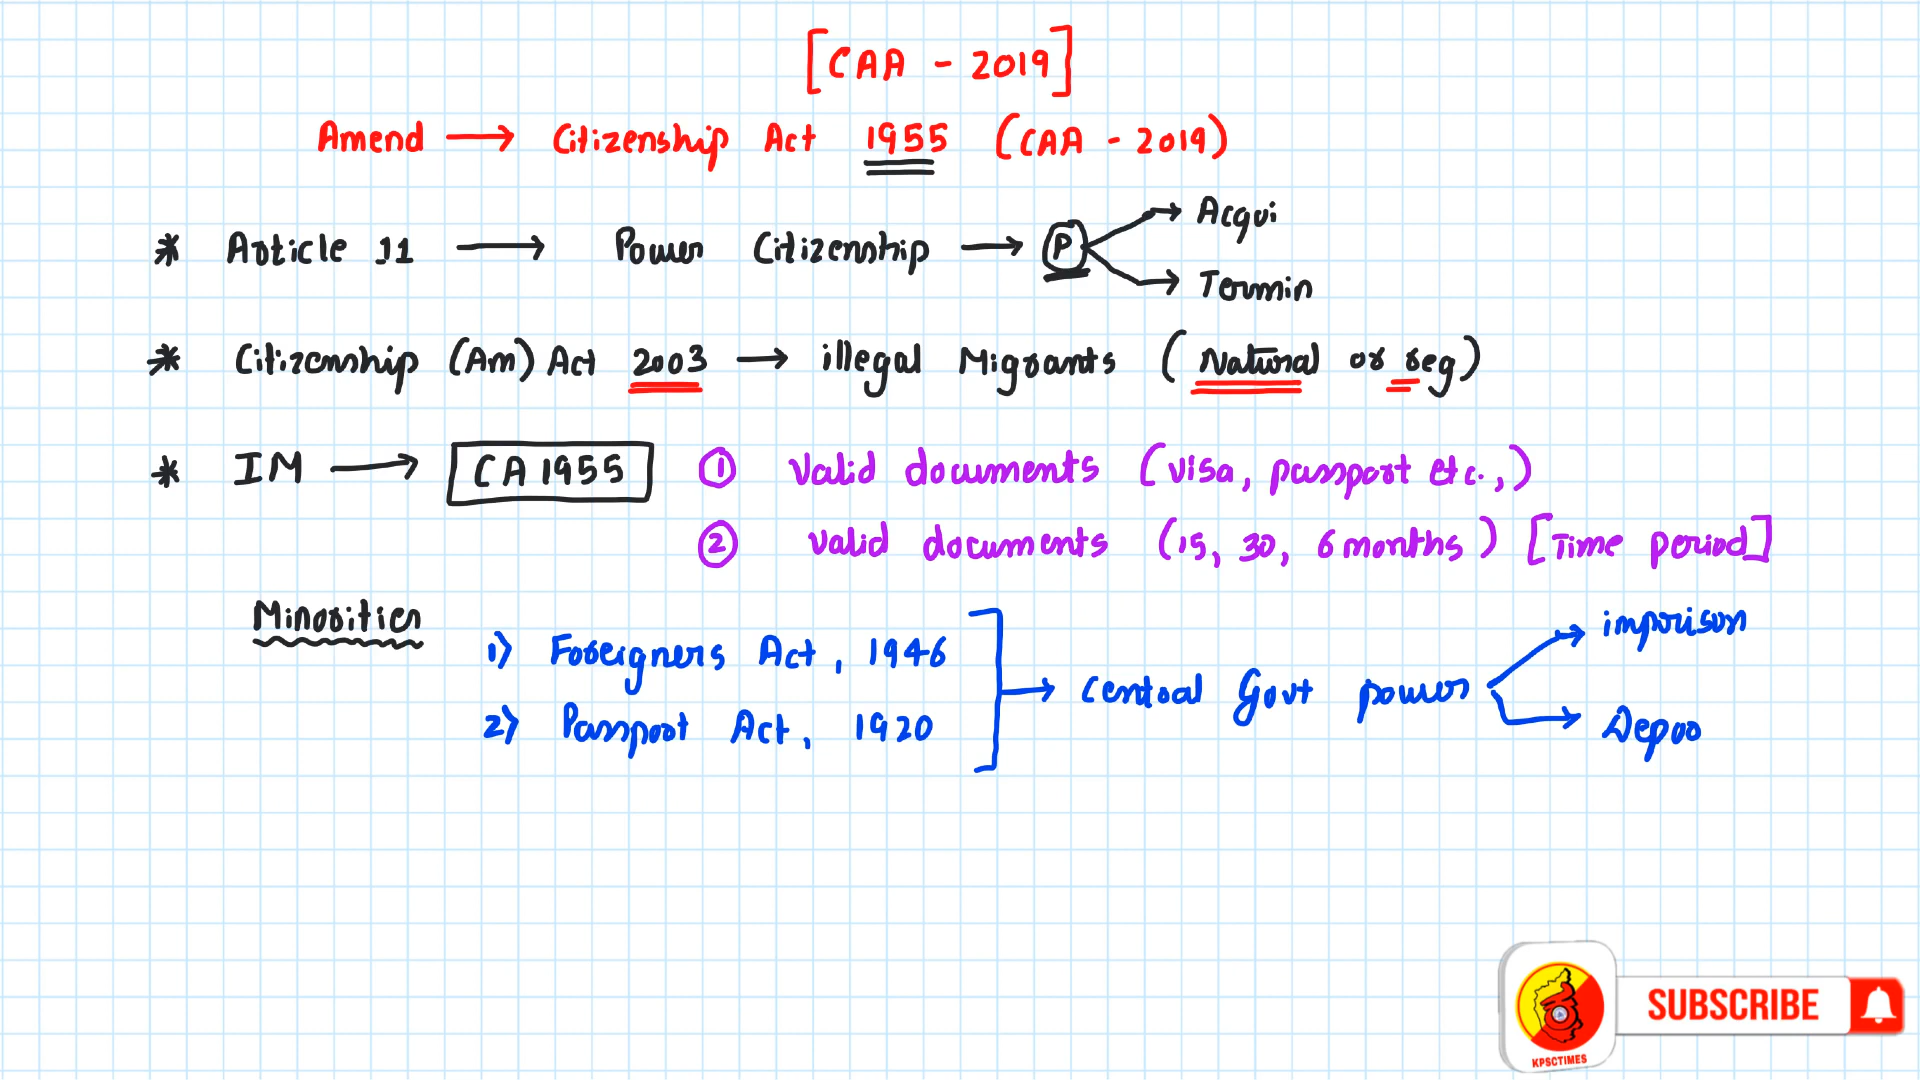 [CAA - 2019]
Amend → Citizenship Act 1955 (CAA - 2019)
* Article 11 → Power Citizenship → P → Acqui
→ Termin
* Citizenship (Am) Act 2003 → illegal Migrants (Natural or reg)
* IM → CA 1955 ① Valid documents (visa, passport etc.,)
② Valid documents (15, 30, 6 months) [Time period]
Minorities
1) Foreigners Act, 1946
2) Passport Act, 1920
→ Central Govt power → imprison
→ Depor
SUBSCRIBE
KPSCTIMES